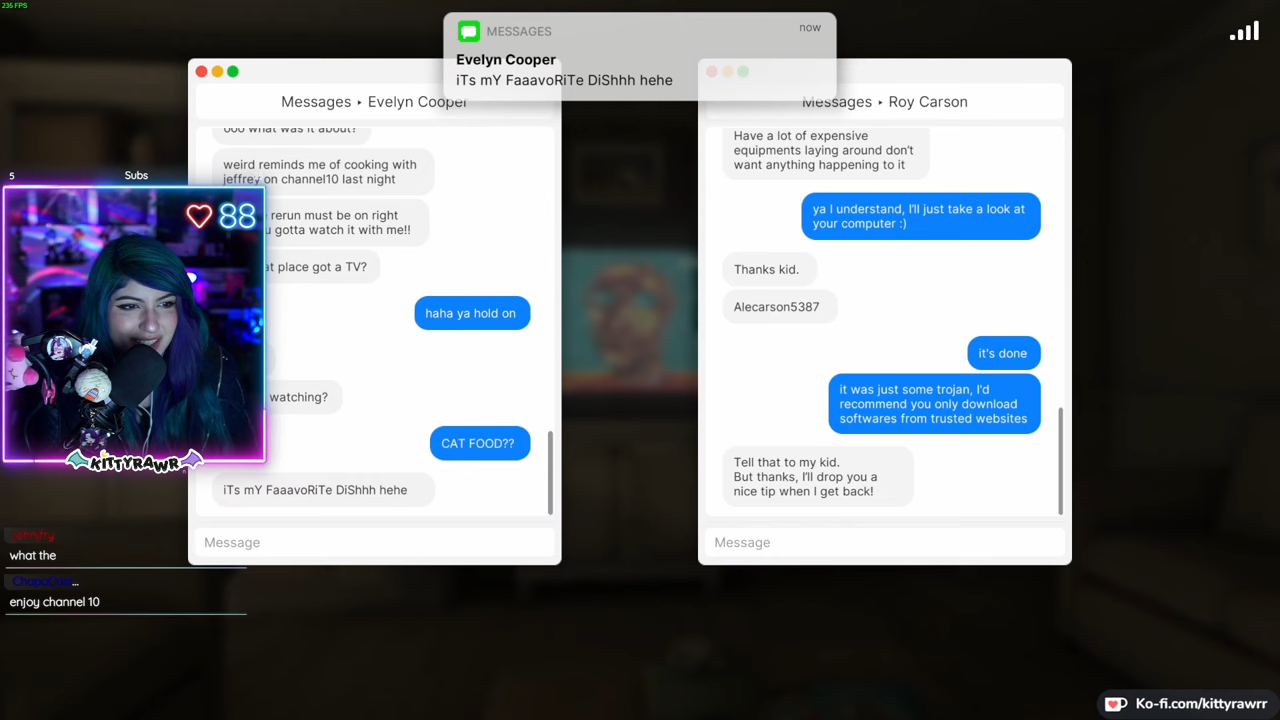 235 FPS
MESSAGES
now
Evelyn Cooper
iTs mY FaaavoRiTe DiShhh hehe
Messages ▸ Evelyn Cooper
ooo what was it about?
weird reminds me of cooking with
jeffrey on channel10 last night
rerun must be on right
gotta watch it with me!!
at place got a TV?
haha ya hold on
watching?
CAT FOOD??
iTs mY FaaavoRiTe DiShhh hehe
Message
Messages ▸ Roy Carson
Have a lot of expensive
equipments laying around don't
want anything happening to it
ya I understand, I'll just take a look at
your computer :)
Thanks kid.
Alecarson5387
it's done
it was just some trojan, I'd
recommend you only download
softwares from trusted websites
Tell that to my kid.
But thanks, I'll drop you a
nice tip when I get back!
Message
5
Subs
88
KITTYRAWR
what the
enjoy channel 10
Ko-fi.com/kittyrawrr